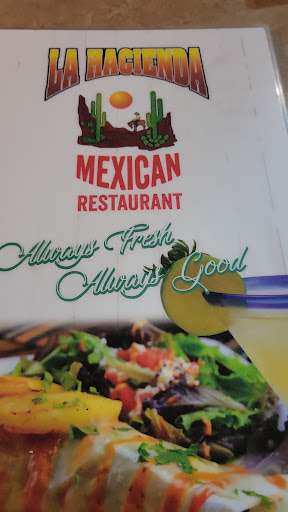 LA HACIENDA
MEXICAN
RESTAURANT
Always Fresh
Always Good